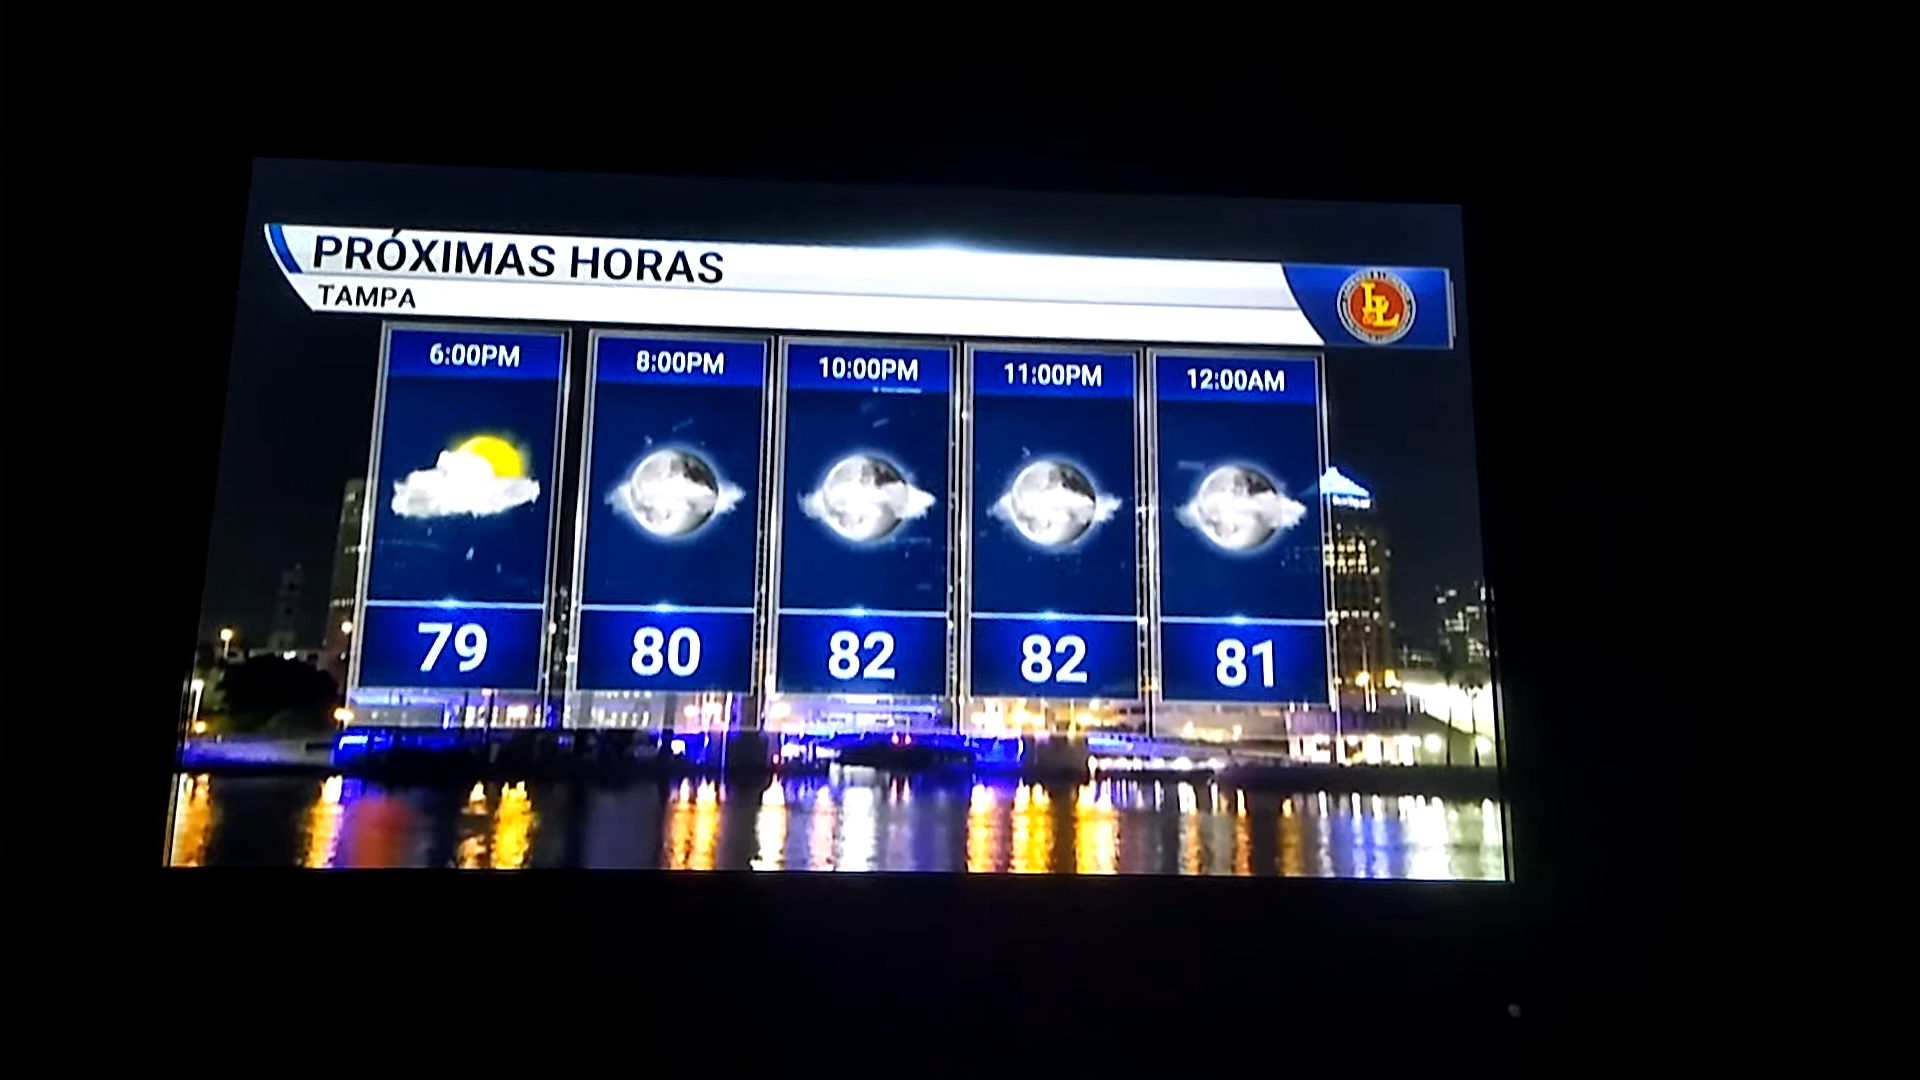 PRÓXIMAS HORAS
TAMPA
6:00PM
8:00PM
10:00PM
11:00PM
12:00AM
79
80
82
82
81